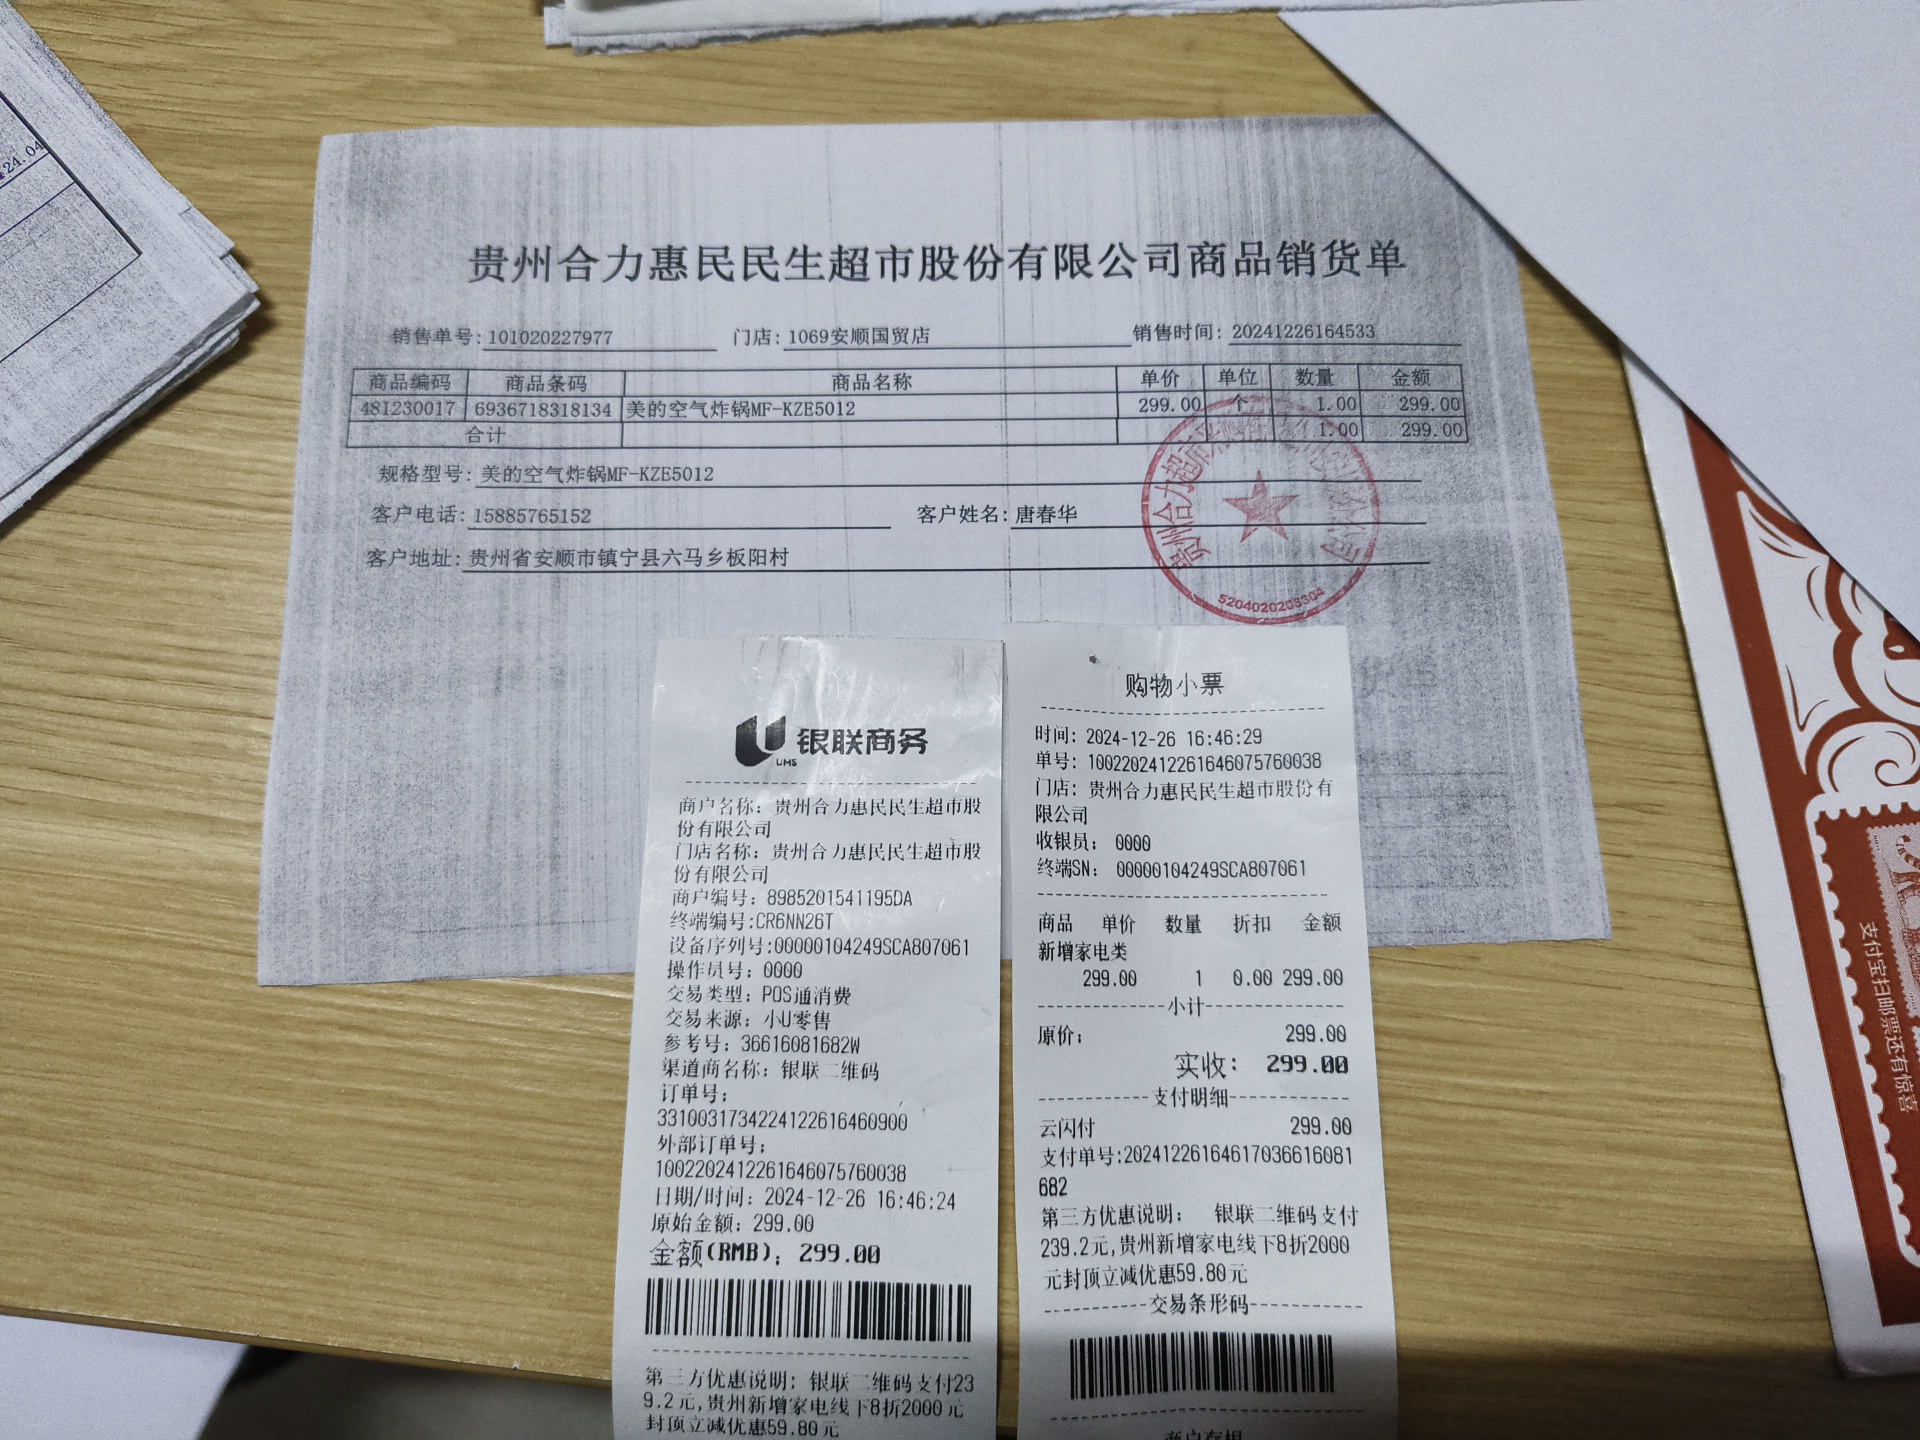 24.04
贵州合力惠民民生超市股份有限公司商品销货单
销售单号: 101020227977 门店: 1069安顺国贸店 销售时间: 20241226164533
商品编码 商品条码 商品名称 单价 单位 数量 金额
481230017 6936718318134 美的空气炸锅MF-KZE5012 299.00 个 1.00 299.00
合计 1.00 299.00
规格型号: 美的空气炸锅MF-KZE5012
客户电话: 15885765152 客户姓名: 唐春华
客户地址: 贵州省安顺市镇宁县六马乡板阳村
贵州合力超市
公司
银联商务
UMS
商户名称: 贵州合力惠民民生超市股
份有限公司
门店名称: 贵州合力惠民民生超市股
份有限公司
商户编号: 8985201541195DA
终端编号:CR6NN26T
设备序列号:00000104249SCA807061
操作员号: 0000
交易类型: POS通消费
交易来源: 小U零售
参考号: 36616081682W
渠道商名称: 银联二维码
订单号:
33100317342241226164609​00
外部订单号:
1002202412261646075760038
日期/时间: 2024-12-26 16:46:24
原始金额: 299.00
金额(RMB): 299.00
第三方优惠说明: 银联二维码支付23
9.2元,贵州新增家电线下8折2000元
封顶立减优惠59.80元
购物小票
时间: 2024-12-26 16:46:29
单号: 1002202412261646075760038
门店: 贵州合力惠民民生超市股份有
限公司
收银员: 0000
终端SN: 00000104249SCA807061
商品 单价 数量 折扣 金额
新增家电类
299.00 1 0.00 299.00
小计
原价: 299.00
实收: 299.00
支付明细
云闪付 299.00
支付单号:202412261646170366​16081
682
第三方优惠说明: 银联二维码支付
239.2元,贵州新增家电线下8折2000
元封顶立减优惠59.80元
交易条形码
支付宝扫邮票还有惊喜